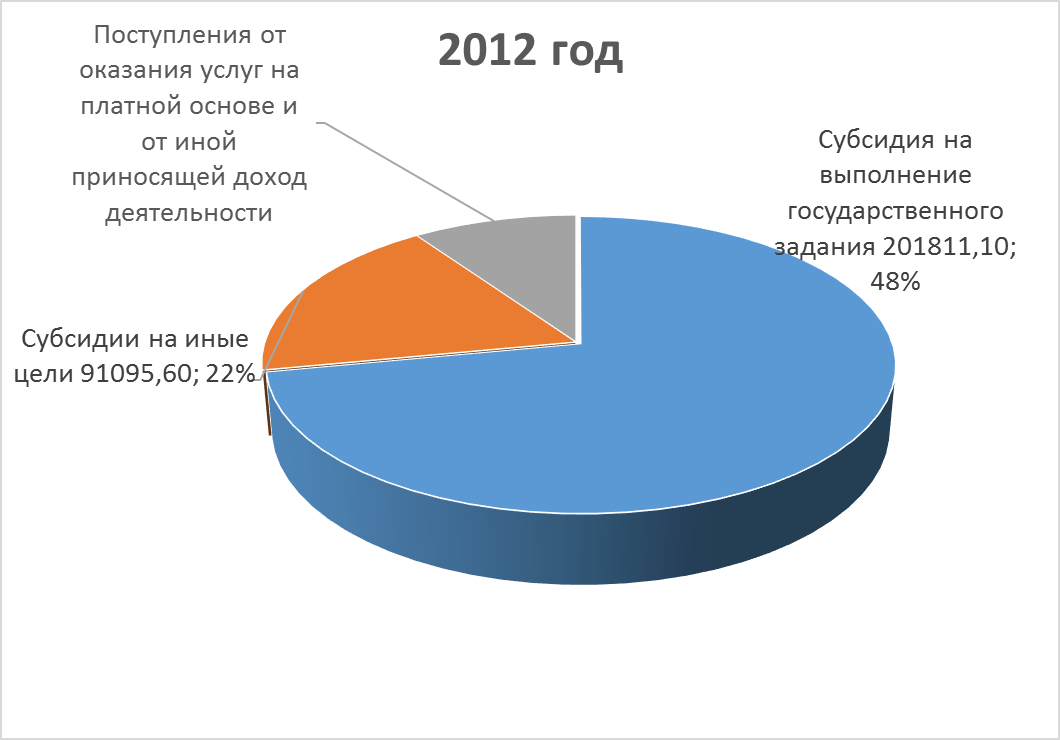 2012 год
Поступления от
оказания услуг на
платной основе и
от иной
приносящей доход
деятельности
Субсидия на
выполнение
государственного
задания 201811,10;
48%
Субсидии на иные
цели 91095,60; 22%